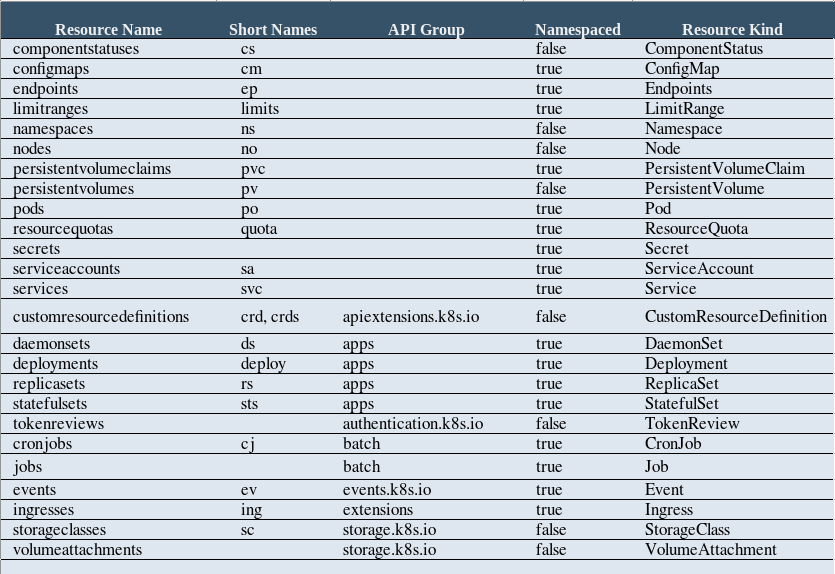 Resource Name Short Names API Group Namespaced Resource Kind
componentstatuses cs false ComponentStatus
configmaps cm true ConfigMap
endpoints ep true Endpoints
limitranges limits true LimitRange
namespaces ns false Namespace
nodes no false Node
persistentvolumeclaims pvc true PersistentVolumeClaim
persistentvolumes pv false PersistentVolume
pods po true Pod
resourcequotas quota true ResourceQuota
secrets true Secret
serviceaccounts sa true ServiceAccount
services svc true Service
customresourcedefinitions crd, crds apiextensions.k8s.io false CustomResourceDefinition
daemonsets ds apps true DaemonSet
deployments deploy apps true Deployment
replicasets rs apps true ReplicaSet
statefulsets sts apps true StatefulSet
tokenreviews authentication.k8s.io false TokenReview
cronjobs cj batch true CronJob
jobs batch true Job
events ev events.k8s.io true Event
ingresses ing extensions true Ingress
storageclasses sc storage.k8s.io false StorageClass
volumeattachments storage.k8s.io false VolumeAttachment